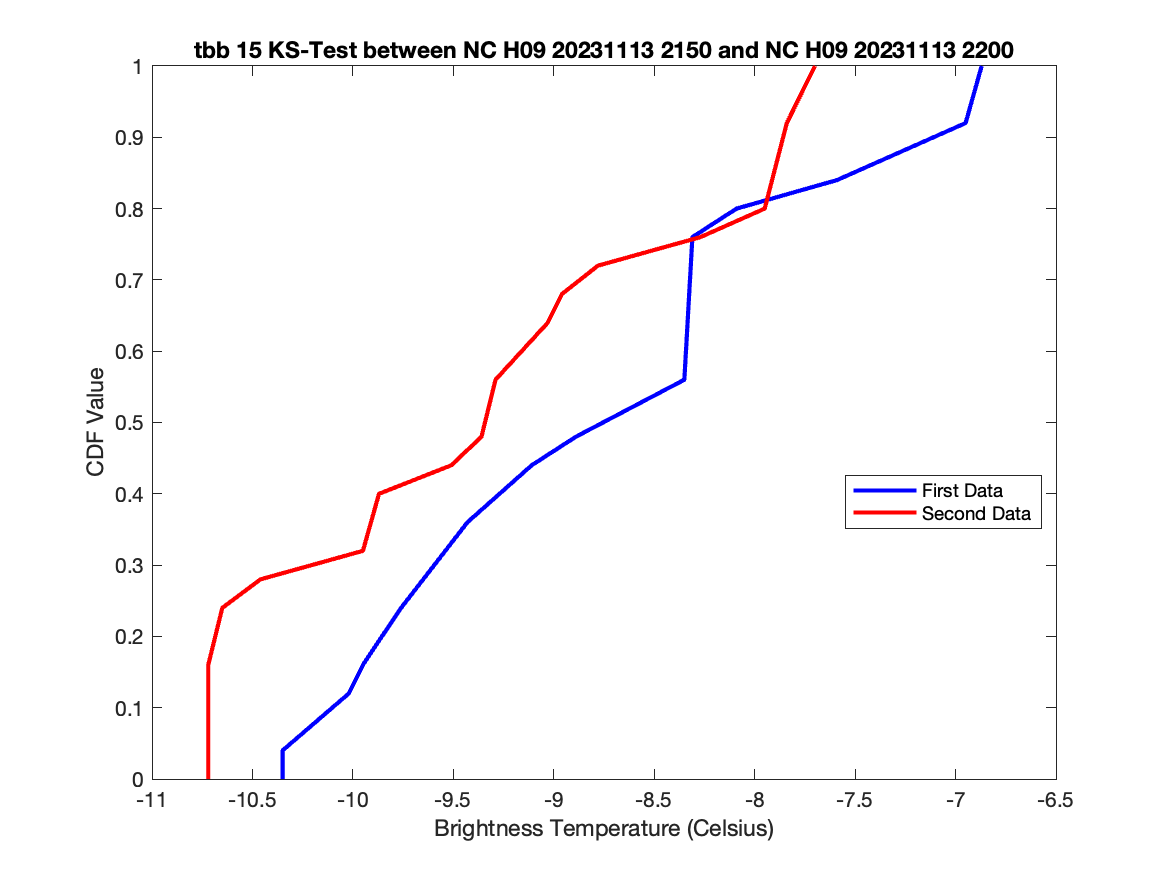 tbb 15 KS-Test between NC H09 20231113 2150 and NC H09 20231113 2200
1
0.9
0.8
0.7
0.6
0.5
0.4
0.3
0.2
0.1
0
CDF Value
First Data
Second Data
-11 -10.5 -10 -9.5 -9 -8.5 -8 -7.5 -7 -6.5
Brightness Temperature (Celsius)